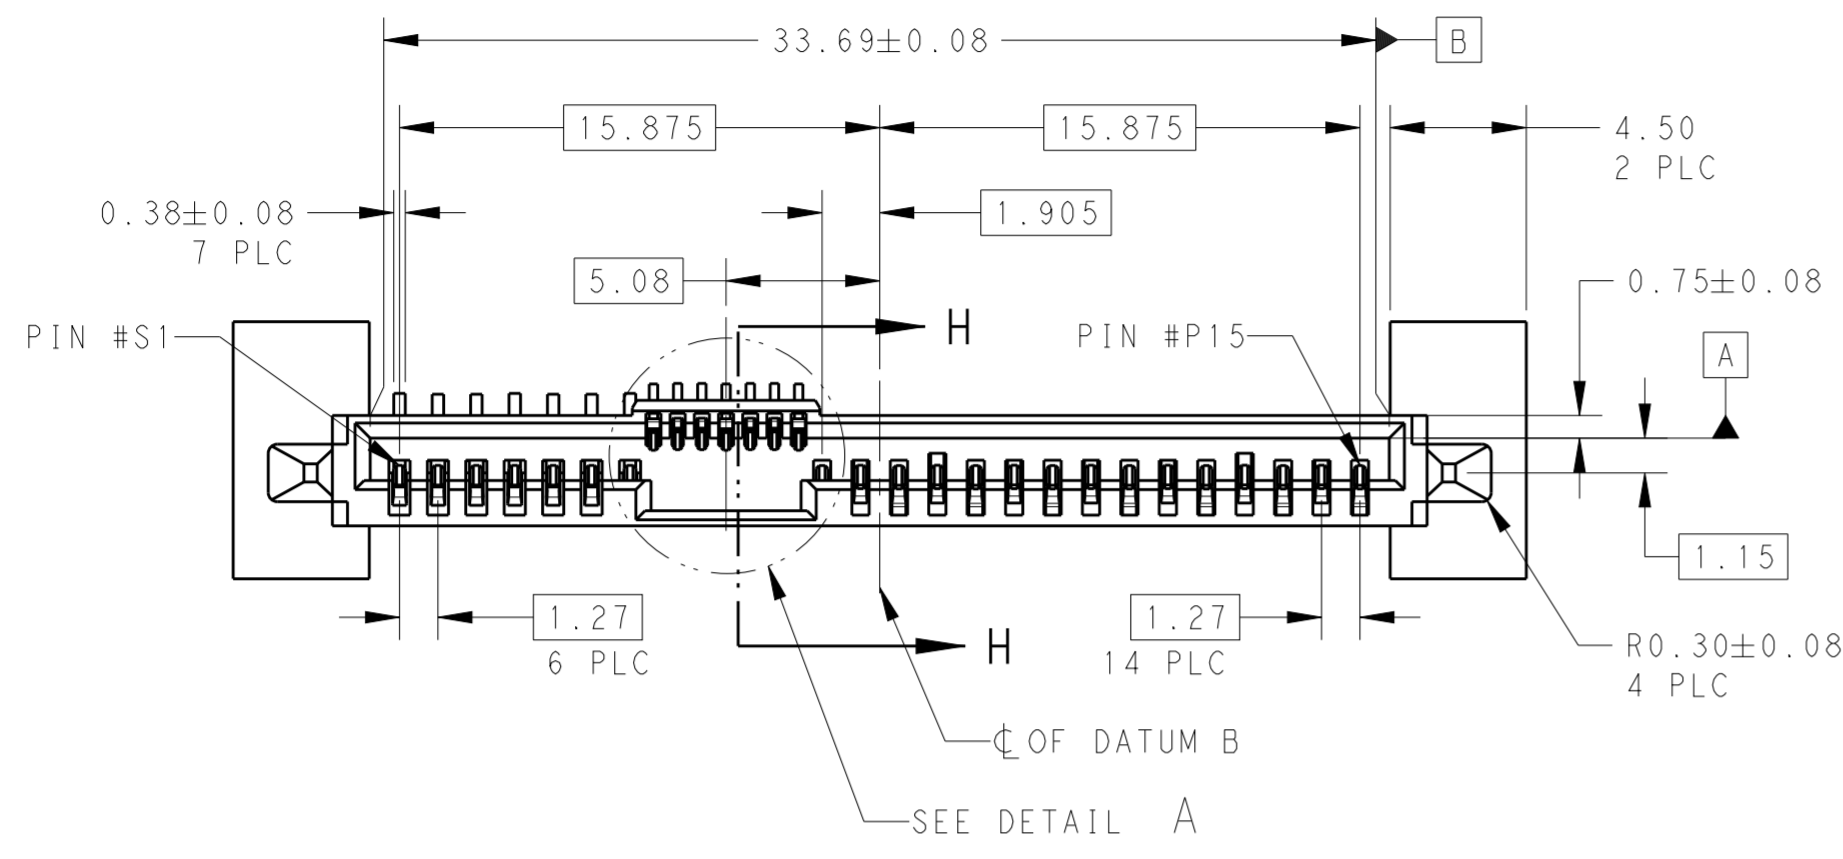 33.69±0.08
B
15.875
15.875
4.50
2 PLC
0.38±0.08
7 PLC
1.905
5.08
0.75±0.08
PIN #S1
H
PIN #P15
A
1.15
1.27
6 PLC
1.27
14 PLC
H
R0.30±0.08
4 PLC
℄ OF DATUM B
SEE DETAIL A